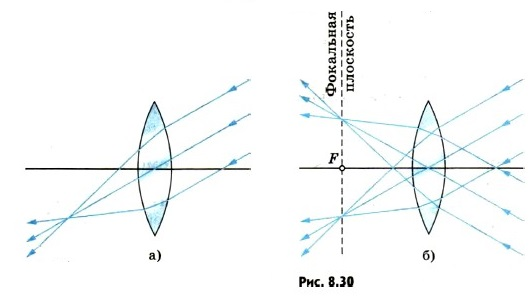 Фокальная
плоскость
F
а)
б)
Рис. 8.30